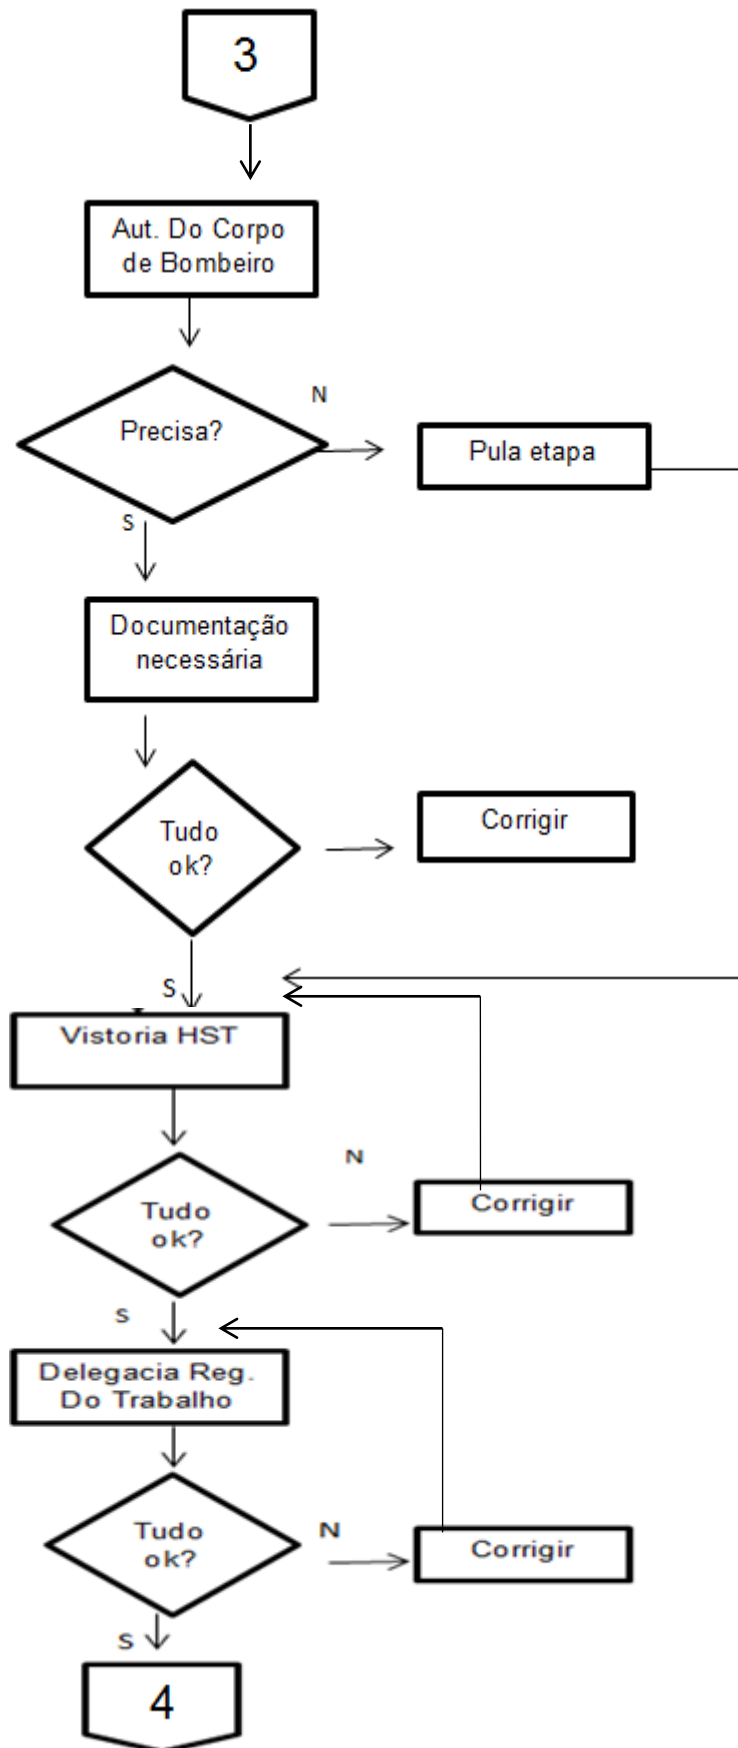 3
Aut. Do Corpo
de Bombeiro
N
Precisa?
Pula etapa
S
Documentação
necessária
Tudo
ok?
Corrigir
S
Vistoria HST
N
Tudo
ok?
Corrigir
S
Delegacia Reg.
Do Trabalho
Tudo
ok?
N
Corrigir
S
4